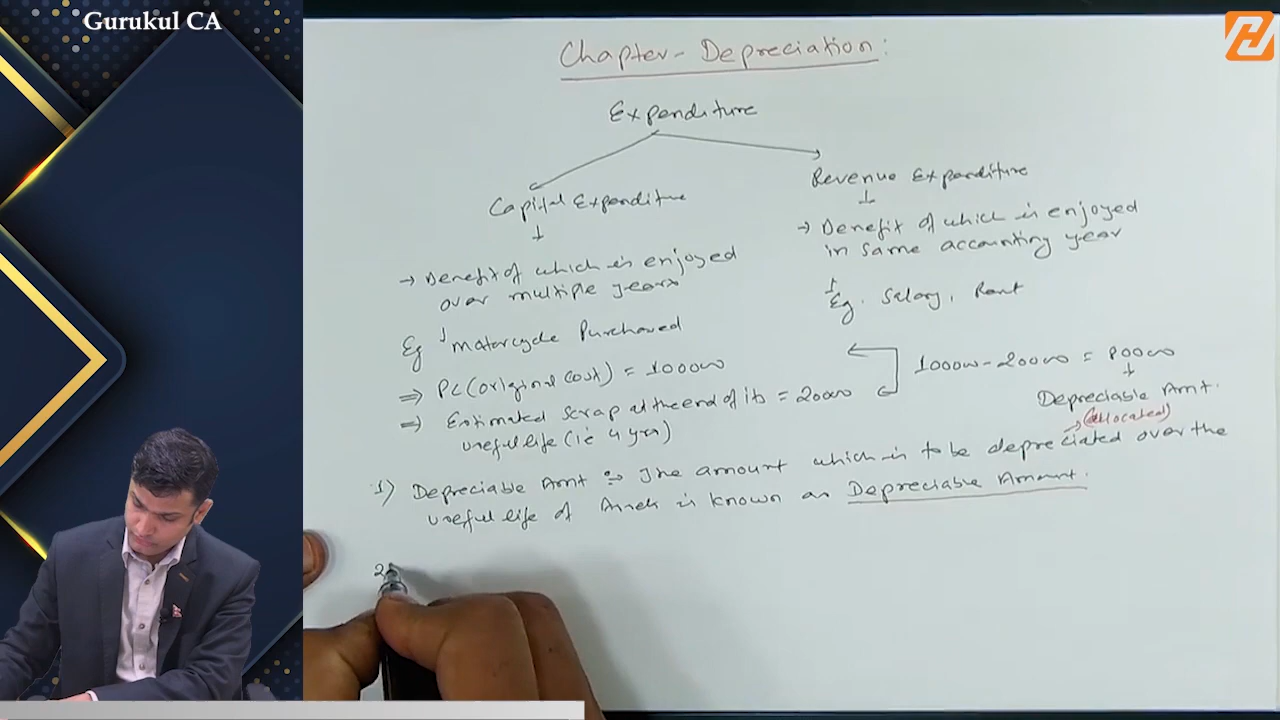 Gurukul CA
Chapter - Depreciation:
Expenditure
Capital Expenditure
→ Benefit of which is enjoyed
over multiple years
Eg motorcycle Purchased
⇒ PC (original cost) = 100000
⇒ Estimated Scrap at the end of its = 20000
useful life (i.e 4 yrs)
Revenue Expenditure
→ Benefit of which is enjoyed
in same accounting year
Eg. Salary, Rent
100000 - 20000 = 80000
Depreciable Amt.
(allocated)
1) Depreciable Amt :- The amount which is to be depreciated over the
useful life of Assets is known as Depreciable Amount.
2